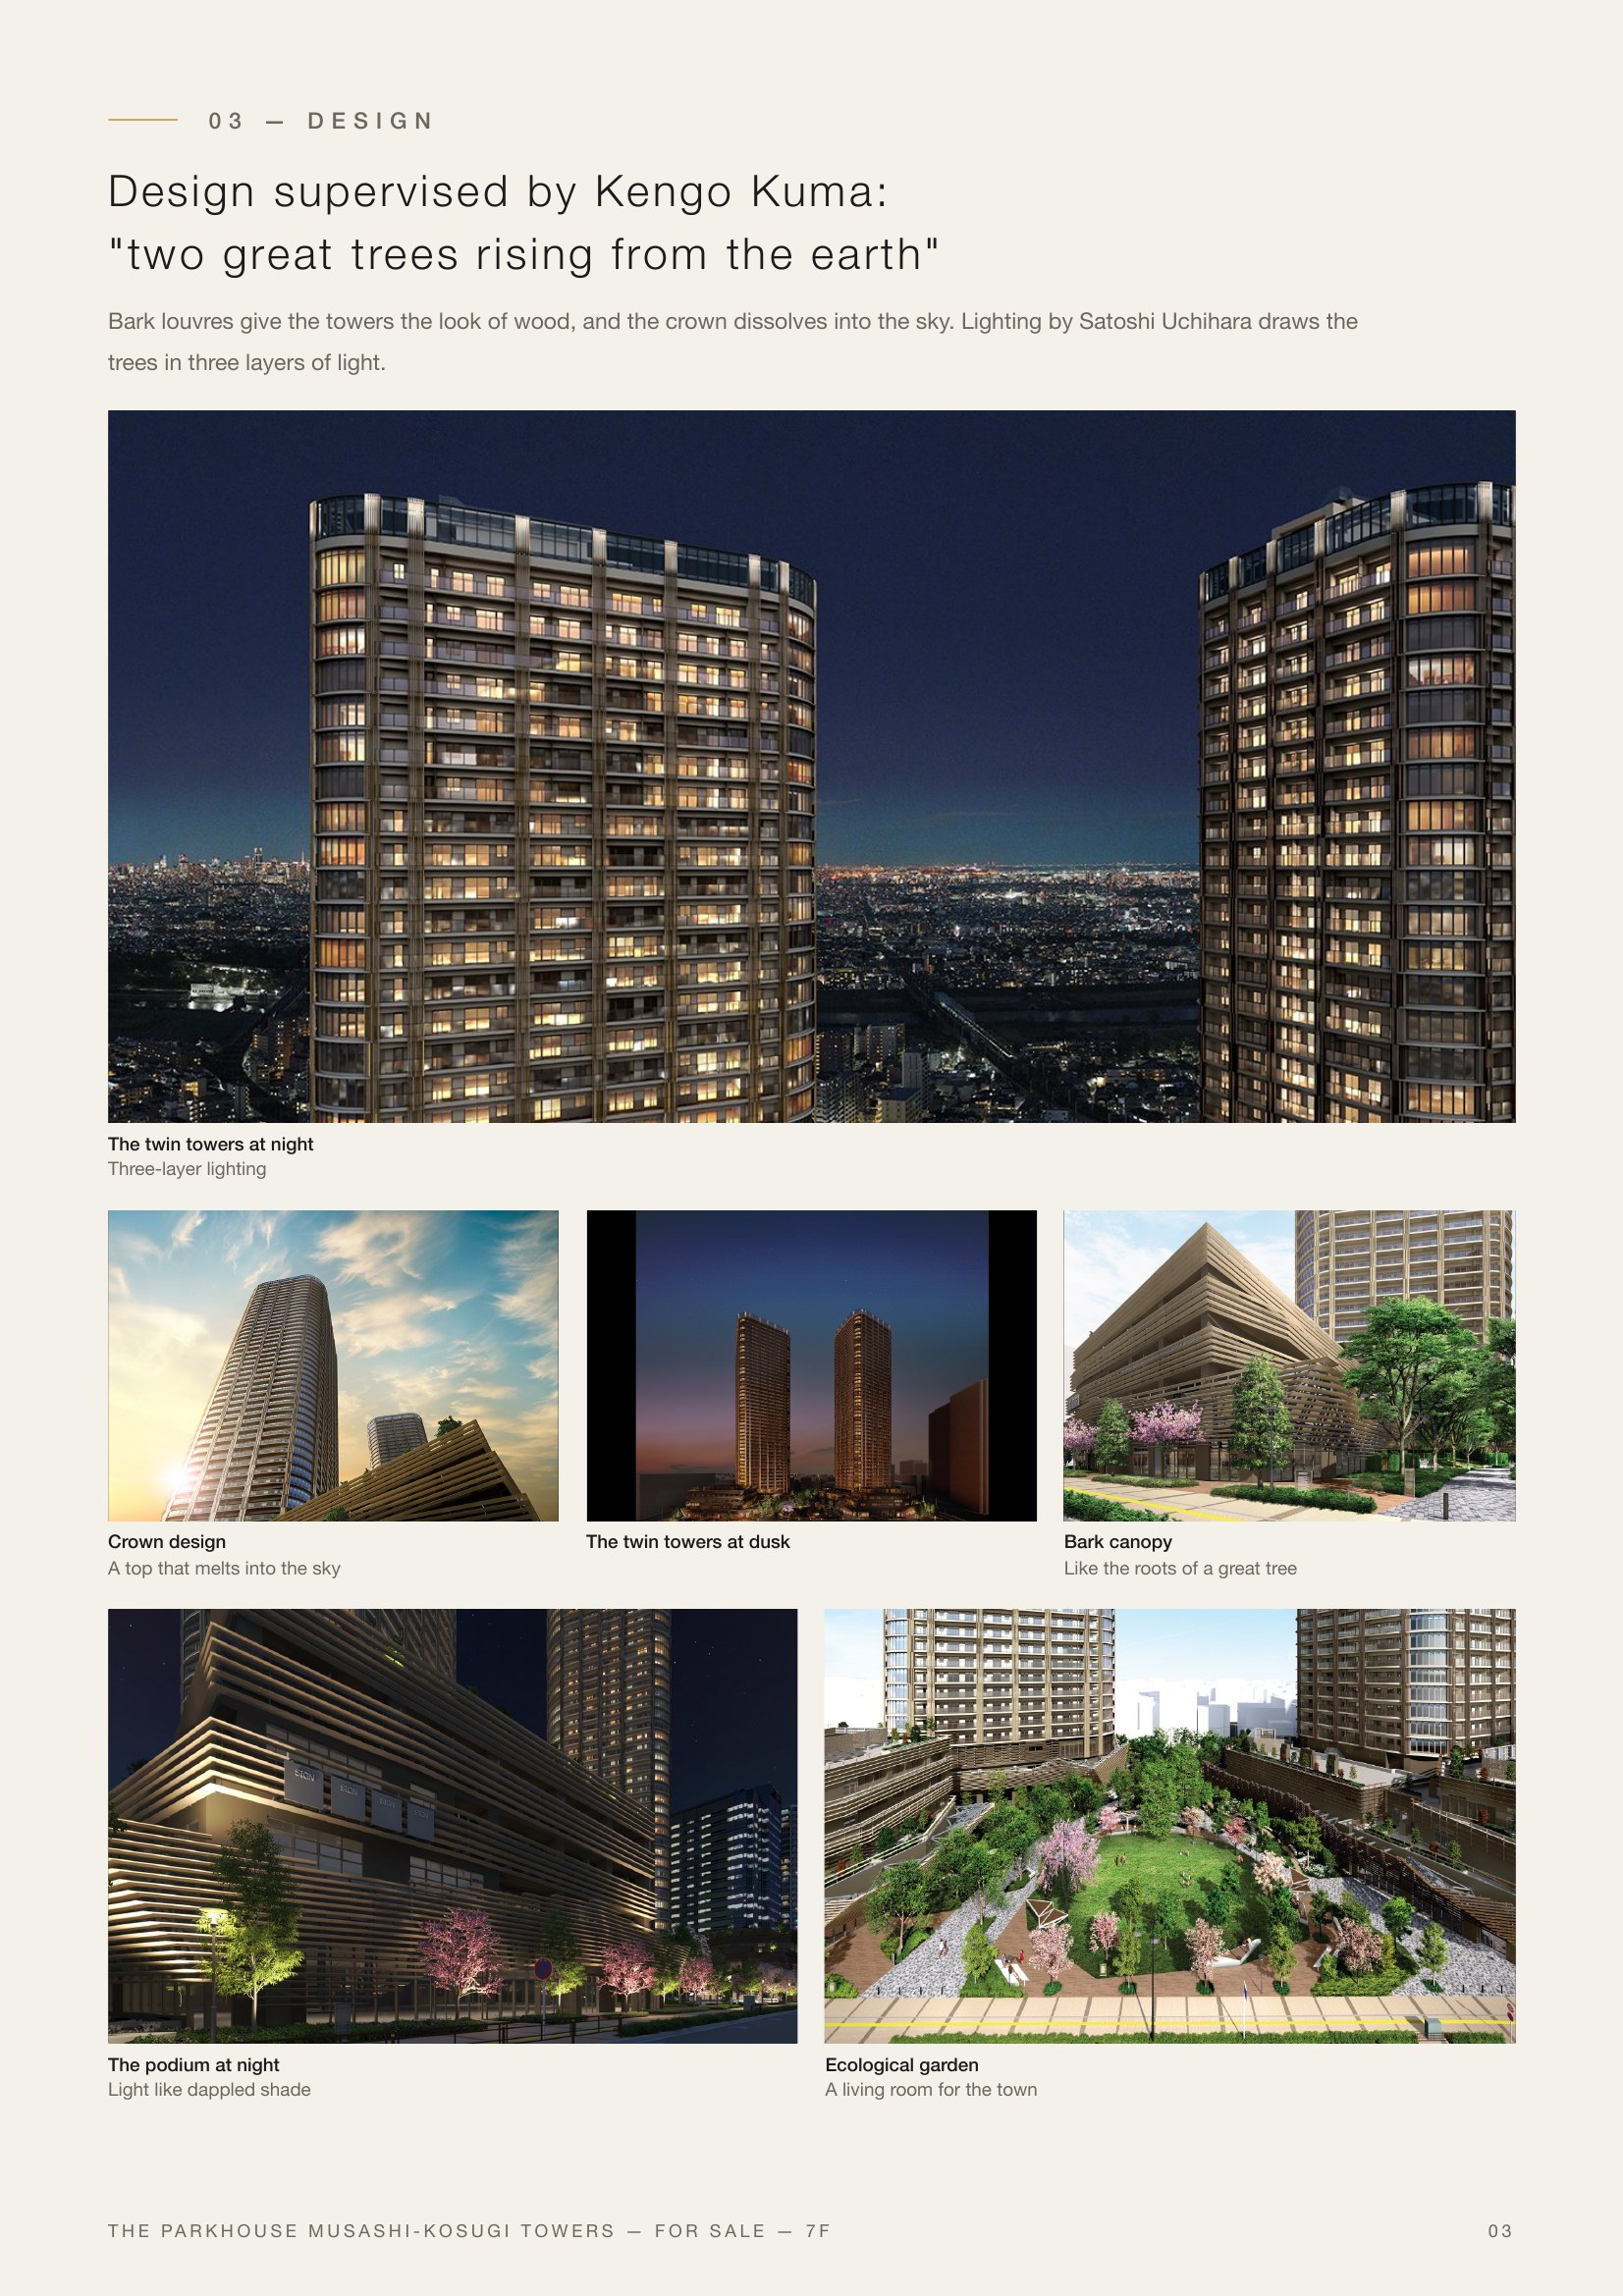 03 — DESIGN
Design supervised by Kengo Kuma:
"two great trees rising from the earth"
Bark louvres give the towers the look of wood, and the crown dissolves into the sky. Lighting by Satoshi Uchihara draws the
trees in three layers of light.
The twin towers at night
Three-layer lighting
Crown design
A top that melts into the sky
The twin towers at dusk
Bark canopy
Like the roots of a great tree
SIGN
SIGN
SIGN
SIGN
The podium at night
Light like dappled shade
Ecological garden
A living room for the town
THE PARKHOUSE MUSASHI-KOSUGI TOWERS — FOR SALE — 7F
03